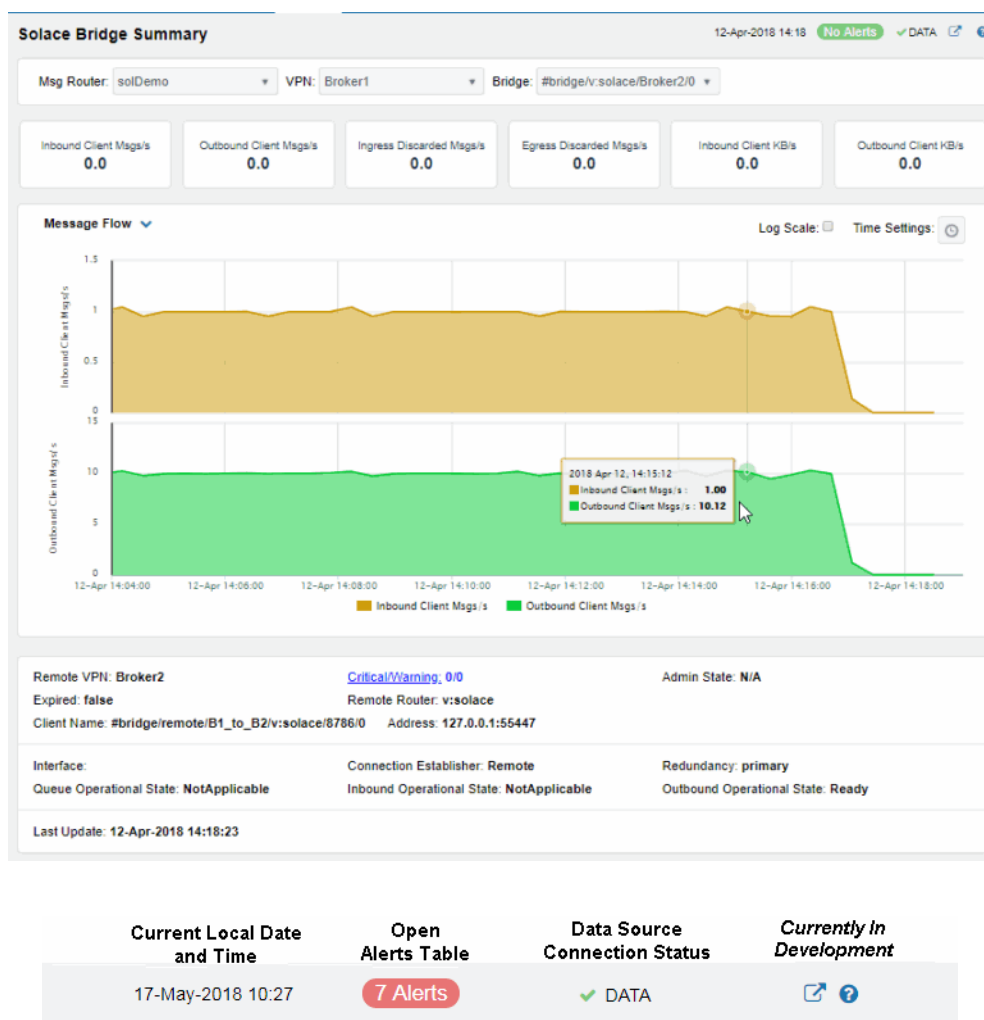 Solace Bridge Summary 12-Apr-2018 14:18 No Alerts DATA
Msg Router: solDemo VPN: Broker1 Bridge: #bridge/v:solace/Broker2/0
Inbound Client Msgs/s Outbound Client Msgs/s Ingress Discarded Msgs/s Egress Discarded Msgs/s Inbound Client KB/s Outbound Client KB/s
0.0 0.0 0.0 0.0 0.0 0.0
Message Flow Log Scale: Time Settings:
1.5
1
0.5
0
Inbound Client Msgs/s
15
10
5
0
Outbound Client Msgs/s
2018 Apr 12, 14:15:12
Inbound Client Msgs/s : 1.00
Outbound Client Msgs/s : 10.12
12-Apr 14:04:00 12-Apr 14:06:00 12-Apr 14:08:00 12-Apr 14:10:00 12-Apr 14:12:00 12-Apr 14:14:00 12-Apr 14:16:00 12-Apr 14:18:00
Inbound Client Msgs/s Outbound Client Msgs/s
Remote VPN: Broker2 Critical/Warning: 0/0 Admin State: N/A
Expired: false Remote Router: v:solace
Client Name: #bridge/remote/B1_to_B2/v:solace/8786/0 Address: 127.0.0.1:55447
Interface: Connection Establisher: Remote Redundancy: primary
Queue Operational State: NotApplicable Inbound Operational State: NotApplicable Outbound Operational State: Ready
Last Update: 12-Apr-2018 14:18:23
Current Local Date Open Data Source Currently In
and Time Alerts Table Connection Status Development
17-May-2018 10:27 7 Alerts DATA ?